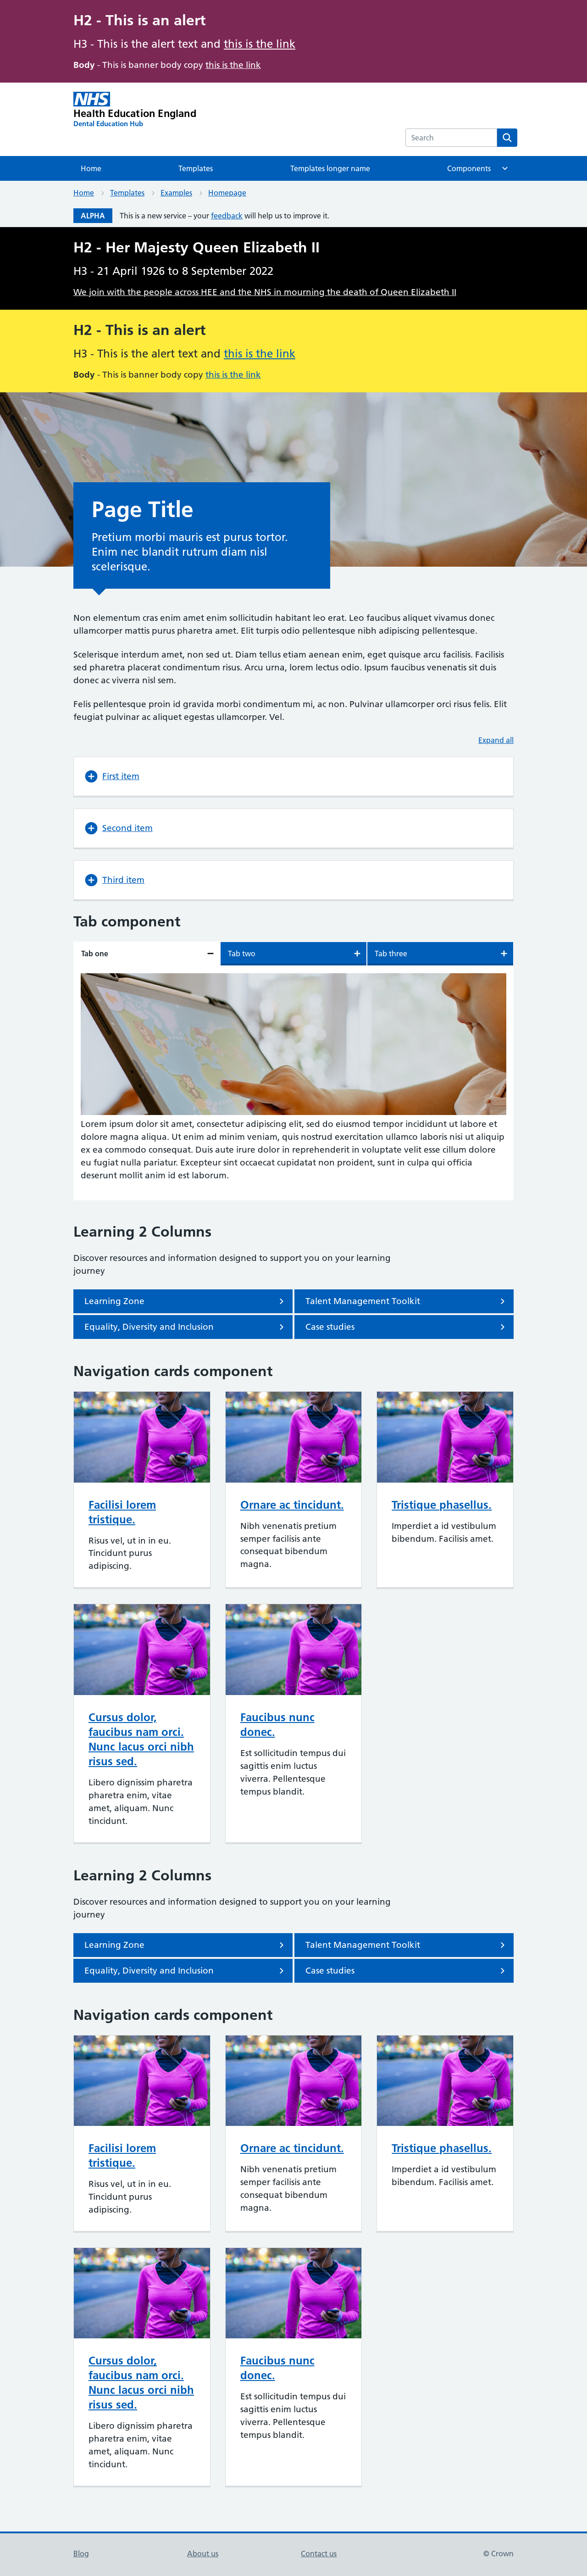 H2 - This is an alert
H3 - This is the alert text and this is the link
Body - This is banner body copy this is the link
NHS
Health Education England
Dental Education Hub
Search
Home
Templates
Templates longer name
Components
Home
Templates
Examples
Homepage
ALPHA
This is a new service – your feedback will help us to improve it.
H2 - Her Majesty Queen Elizabeth II
H3 - 21 April 1926 to 8 September 2022
We join with the people across HEE and the NHS in mourning the death of Queen Elizabeth II
H2 - This is an alert
H3 - This is the alert text and this is the link
Body - This is banner body copy this is the link
Page Title
Pretium morbi mauris est purus tortor.
Enim nec blandit rutrum diam nisl
scelerisque.
Non elementum cras enim amet enim sollicitudin habitant leo erat. Leo faucibus aliquet vivamus donec
ullamcorper mattis purus pharetra amet. Elit turpis odio pellentesque nibh adipiscing pellentesque.
Scelerisque interdum amet, non sed ut. Diam tellus etiam aenean enim, eget quisque arcu facilisis. Facilisis
sed pharetra placerat condimentum risus. Arcu urna, lorem lectus odio. Ipsum faucibus venenatis sit duis
donec ac viverra nisl sem.
Felis pellentesque proin id gravida morbi condimentum mi, ac non. Pulvinar ullamcorper orci risus felis. Elit
feugiat pulvinar ac aliquet egestas ullamcorper. Vel.
Expand all
First item
Second item
Third item
Tab component
Tab one
Tab two
Tab three
Lorem ipsum dolor sit amet, consectetur adipiscing elit, sed do eiusmod tempor incididunt ut labore et
dolore magna aliqua. Ut enim ad minim veniam, quis nostrud exercitation ullamco laboris nisi ut aliquip
ex ea commodo consequat. Duis aute irure dolor in reprehenderit in voluptate velit esse cillum dolore
eu fugiat nulla pariatur. Excepteur sint occaecat cupidatat non proident, sunt in culpa qui officia
deserunt mollit anim id est laborum.
Learning 2 Columns
Discover resources and information designed to support you on your learning
journey
Learning Zone
Talent Management Toolkit
Equality, Diversity and Inclusion
Case studies
Navigation cards component
Facilisi lorem
tristique.
Risus vel, ut in in eu.
Tincidunt purus
adipiscing.
Ornare ac tincidunt.
Nibh venenatis pretium
semper facilisis ante
consequat bibendum
magna.
Tristique phasellus.
Imperdiet a id vestibulum
bibendum. Facilisis amet.
Cursus dolor,
faucibus nam orci.
Nunc lacus orci nibh
risus sed.
Libero dignissim pharetra
pharetra enim, vitae
amet, aliquam. Nunc
tincidunt.
Faucibus nunc
donec.
Est sollicitudin tempus dui
sagittis enim luctus
viverra. Pellentesque
tempus blandit.
Learning 2 Columns
Discover resources and information designed to support you on your learning
journey
Learning Zone
Talent Management Toolkit
Equality, Diversity and Inclusion
Case studies
Navigation cards component
Facilisi lorem
tristique.
Risus vel, ut in in eu.
Tincidunt purus
adipiscing.
Ornare ac tincidunt.
Nibh venenatis pretium
semper facilisis ante
consequat bibendum
magna.
Tristique phasellus.
Imperdiet a id vestibulum
bibendum. Facilisis amet.
Cursus dolor,
faucibus nam orci.
Nunc lacus orci nibh
risus sed.
Libero dignissim pharetra
pharetra enim, vitae
amet, aliquam. Nunc
tincidunt.
Faucibus nunc
donec.
Est sollicitudin tempus dui
sagittis enim luctus
viverra. Pellentesque
tempus blandit.
Blog
About us
Contact us
© Crown